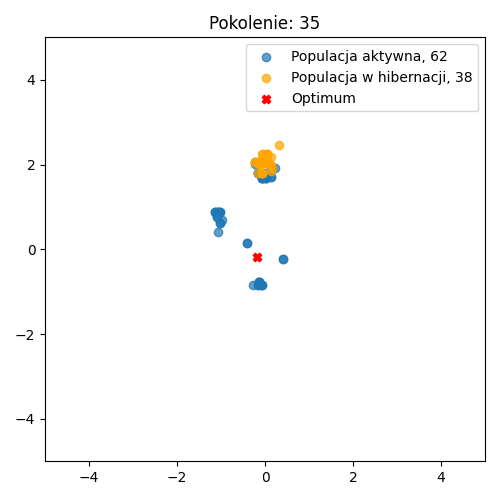 Pokolenie: 35
Populacja aktywna, 62
Populacja w hibernacji, 38
Optimum
4
2
0
−2
−4
−4 −2 0 2 4